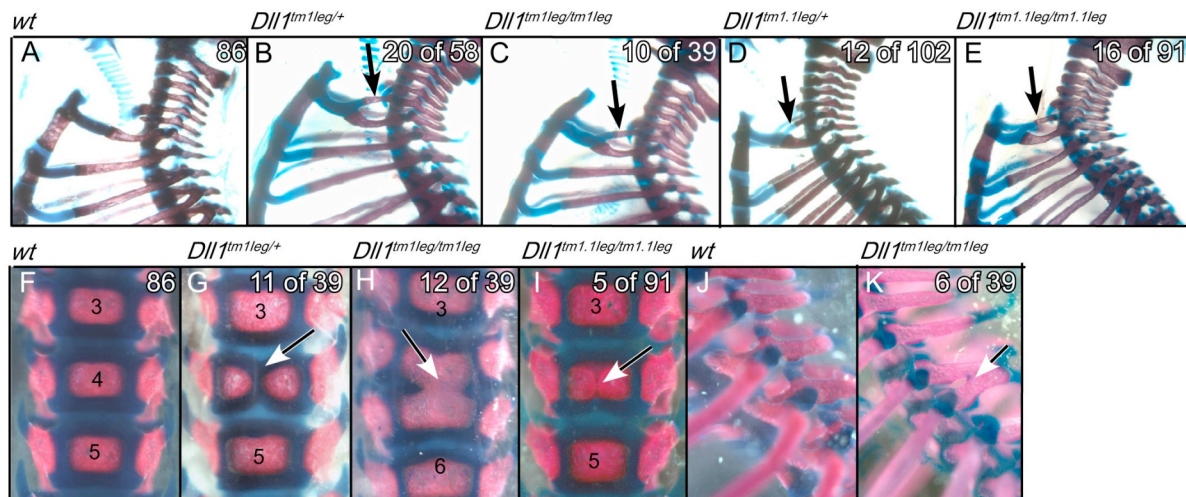 wt Dll1tm1leg/+ Dll1tm1leg/tm1leg Dll1tm1.1leg/+ Dll1tm1.1leg/tm1.1leg
A 86 B 20 of 58 C 10 of 39 D 12 of 102 E 16 of 91
wt Dll1tm1leg/+ Dll1tm1leg/tm1leg Dll1tm1.1leg/tm1.1leg wt Dll1tm1leg/tm1leg
F 86 G 11 of 39 H 12 of 39 I 5 of 91 J K 6 of 39
3 3 3 3
4
5 5 6 5